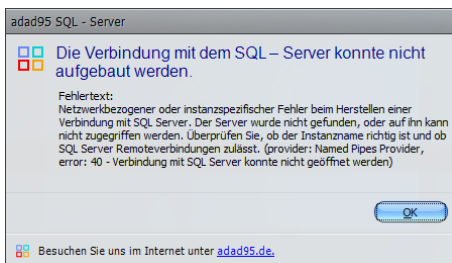 adad95 SQL - Server
Die Verbindung mit dem SQL – Server konnte nicht
aufgebaut werden.
Fehlertext:
Netzwerkbezogener oder instanzspezifischer Fehler beim Herstellen einer
Verbindung mit SQL Server. Der Server wurde nicht gefunden, oder auf ihn kann
nicht zugegriffen werden. Überprüfen Sie, ob der Instanzname richtig ist und ob
SQL Server Remoteverbindungen zulässt. (provider: Named Pipes Provider,
error: 40 - Verbindung mit SQL Server konnte nicht geöffnet werden)
OK
Besuchen Sie uns im Internet unter adad95.de.